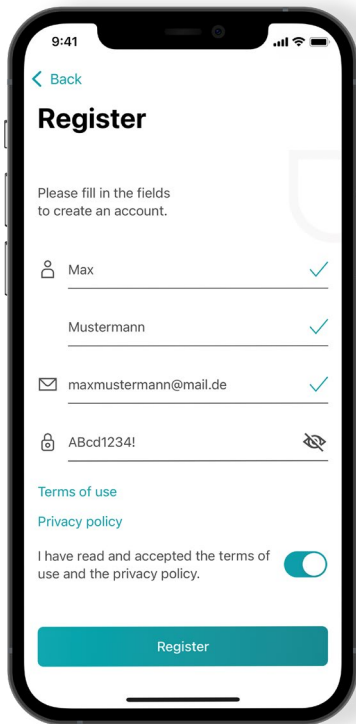 9:41
Back
Register
Please fill in the fields
to create an account.
Max
Mustermann
maxmustermann@mail.de
ABcd1234!
Terms of use
Privacy policy
I have read and accepted the terms of
use and the privacy policy.
Register